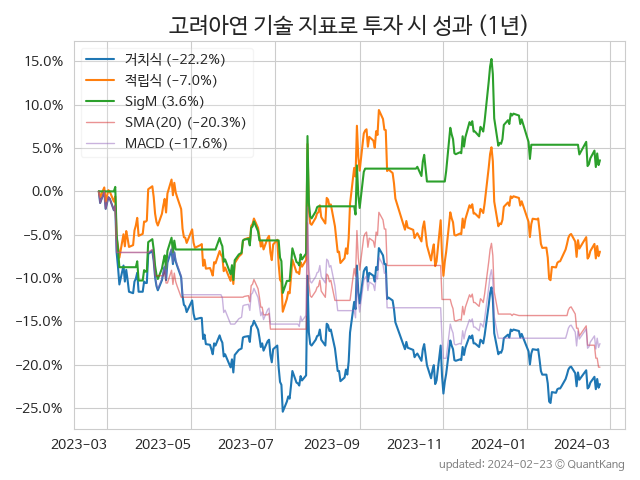 고려아연 기술 지표로 투자 시 성과 (1년)
거치식 (−22.2%)
적립식 (−7.0%)
SigM (3.6%)
SMA(20) (−20.3%)
MACD (−17.6%)
15.0%
10.0%
5.0%
0.0%
−5.0%
−10.0%
−15.0%
−20.0%
−25.0%
2023-03 2023-05 2023-07 2023-09 2023-11 2024-01 2024-03
updated: 2024-02-23 © QuantKang